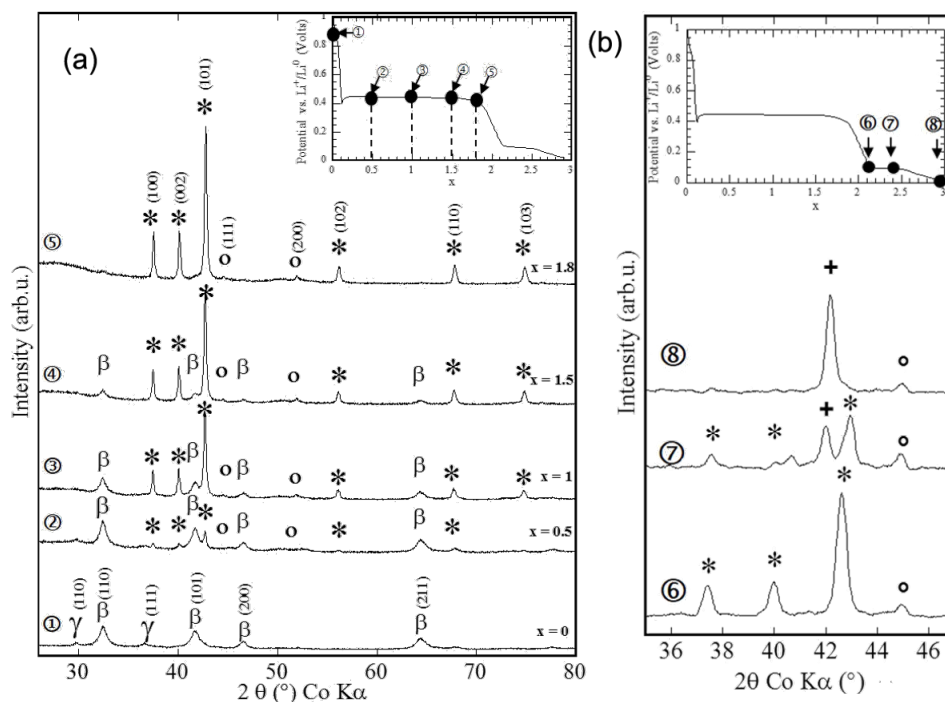 (a)
Potential vs. Li+/Li0 (Volts)
1
0.8
0.6
0.4
0.2
0
0 0.5 1 1.5 2 2.5 3
x
① ② ③ ④ ⑤
Intensity (arb.u.)
⑤ * (100) * (002) * (101) o (111) o (200) * (102) * (110) * (103) x = 1.8
④ β * * β * o β o * β * * x = 1.5
③ β * * β * o β o * β * * x = 1
② β * * β * o β o * β * x = 0.5
① γ (110) β (110) γ (111) β (101) β (200) β (211) x = 0
30 40 50 60 70 80
2 θ (°) Co Kα
(b)
Potential vs. Li+/Li0 (Volts)
1
0.8
0.6
0.4
0.2
0
0 0.5 1 1.5 2 2.5 3
x
⑥ ⑦ ⑧
Intensity (arb.u.)
⑧ + o
⑦ * * + * o
⑥ * * * o
36 38 40 42 44 46
2θ Co Kα (°)